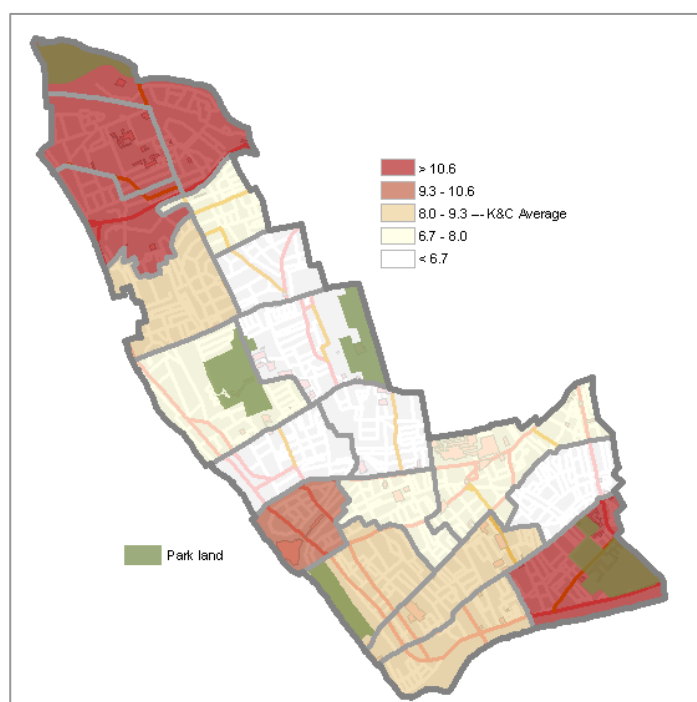 > 10.6
9.3 - 10.6
8.0 - 9.3 --- K&C Average
6.7 - 8.0
< 6.7
Park land